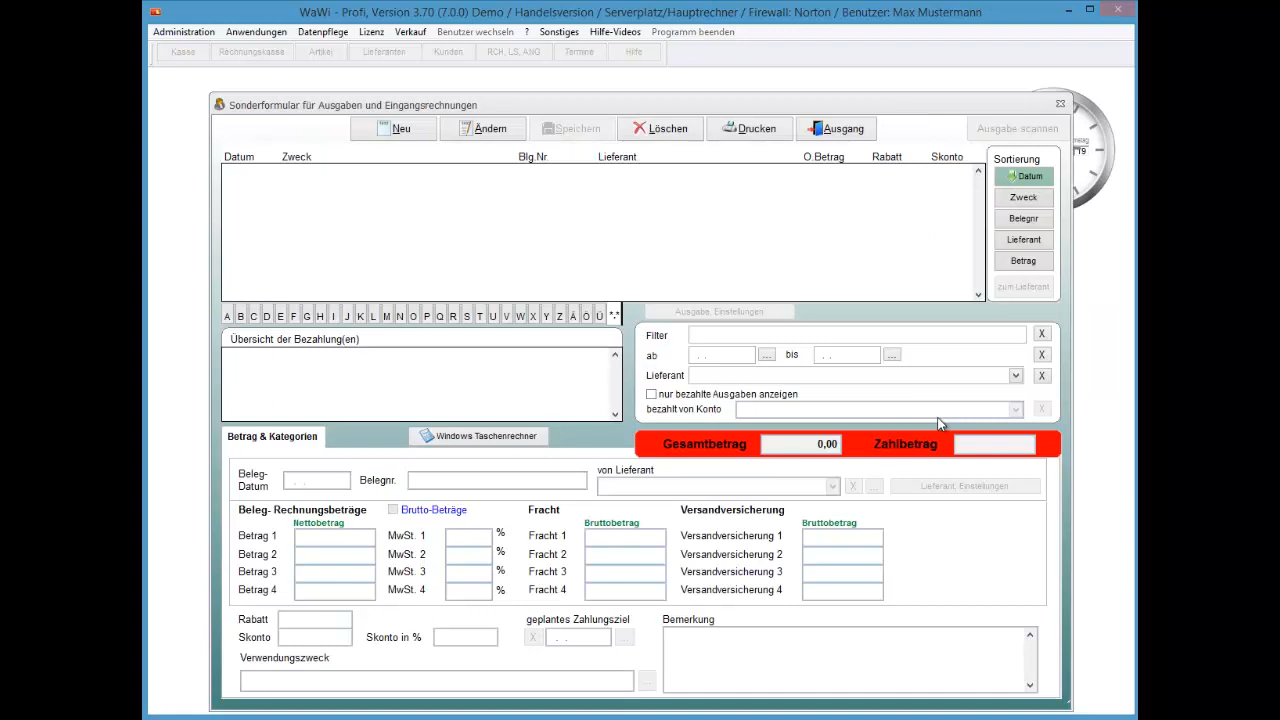 WaWi - Profi, Version 3.70 (7.0.0) Demo / Handelsversion / Serverplatz/Hauptrechner / Firewall: Norton / Benutzer: Max Mustermann
Administration Anwendungen Datenpflege Lizenz Verkauf Benutzer wechseln ? Sonstiges Hilfe-Videos Programm beenden
Kasse Rechnungskasse Artikel Lieferanten Kunden RCH, LS, ANG Termine Hilfe
Sonderformular für Ausgaben und Eingangsrechnungen
Neu Ändern Speichern Löschen Drucken Ausgang Ausgabe scannen
Datum Zweck Blg.Nr. Lieferant O.Betrag Rabatt Skonto
Sortierung
Datum
Zweck
Belegnr
Lieferant
Betrag
zum Lieferant
19
A B C D E F G H I J K L M N O P Q R S T U V W X Y Z Ä Ö Ü *.*
Ausgabe, Einstellungen
Übersicht der Bezahlung(en)
Filter X
ab . . ... bis . . ... X
Lieferant X
nur bezahlte Ausgaben anzeigen
bezahlt von Konto X
Betrag & Kategorien Windows Taschenrechner
Gesamtbetrag 0,00 Zahlbetrag
Beleg-
Datum . . Belegnr. von Lieferant X ... Lieferant, Einstellungen
Beleg- Rechnungsbeträge Brutto-Beträge Fracht Versandversicherung
Nettobetrag Bruttobetrag Bruttobetrag
Betrag 1 MwSt. 1 % Fracht 1 Versandversicherung 1
Betrag 2 MwSt. 2 % Fracht 2 Versandversicherung 2
Betrag 3 MwSt. 3 % Fracht 3 Versandversicherung 3
Betrag 4 MwSt. 4 % Fracht 4 Versandversicherung 4
Rabatt geplantes Zahlungsziel Bemerkung
Skonto Skonto in % X . . ...
Verwendungszweck
...